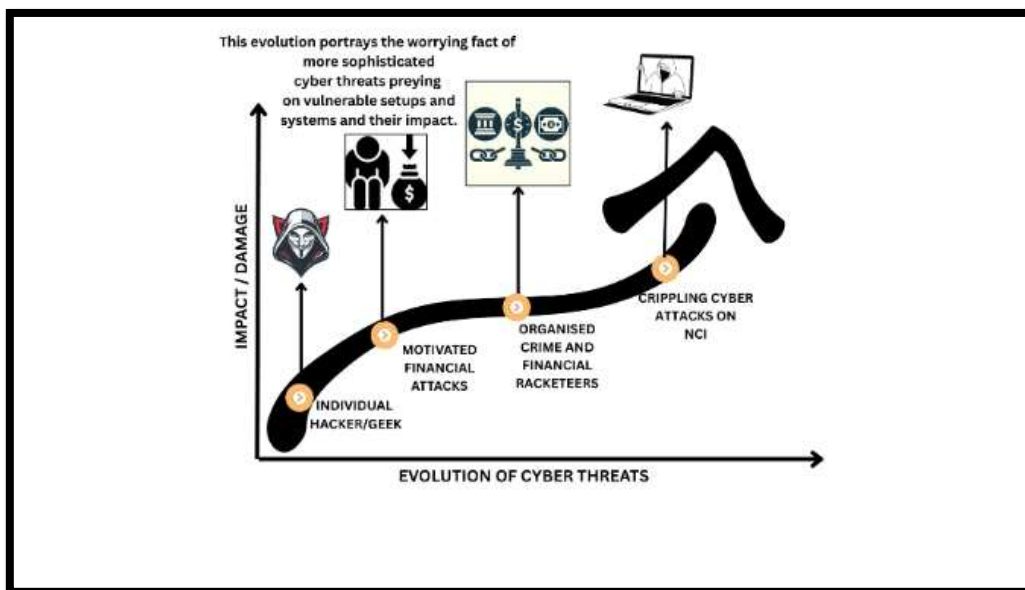 This evolution portrays the worrying fact of
more sophisticated
cyber threats preying
on vulnerable setups and
systems and their impact.
$
$
IMPACT / DAMAGE
INDIVIDUAL
HACKER/GEEK
MOTIVATED
FINANCIAL
ATTACKS
ORGANISED
CRIME AND
FINANCIAL
RACKETEERS
CRIPPLING CYBER
ATTACKS ON
NCI
EVOLUTION OF CYBER THREATS